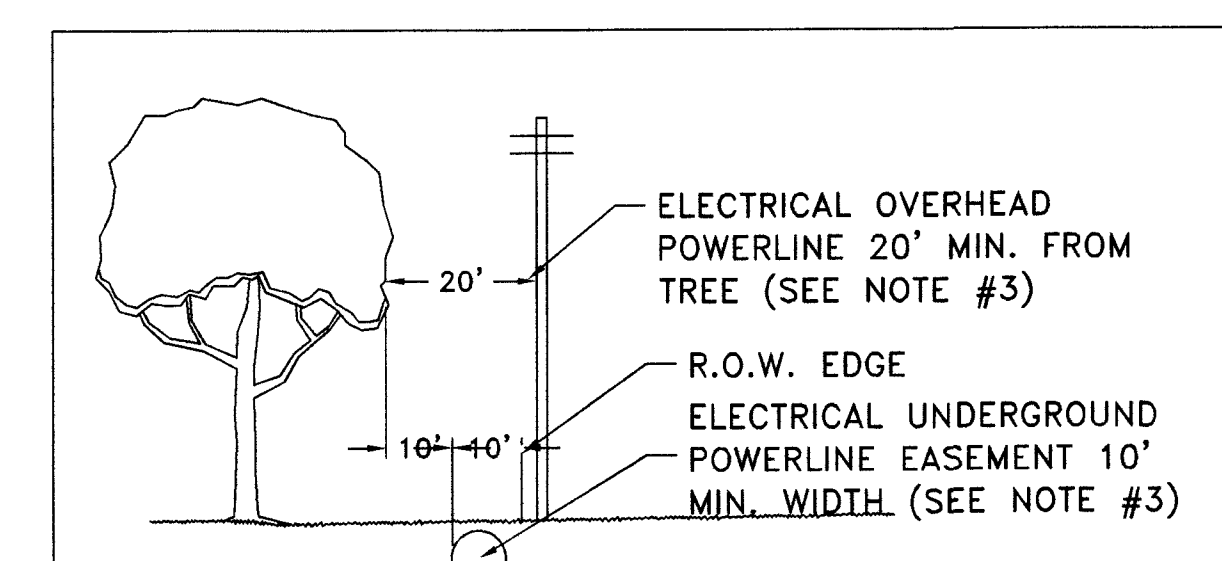 ELECTRICAL OVERHEAD
POWERLINE 20' MIN. FROM
TREE (SEE NOTE #3)
20'
R.O.W. EDGE
ELECTRICAL UNDERGROUND
POWERLINE EASEMENT 10'
MIN. WIDTH (SEE NOTE #3)
10' 10'